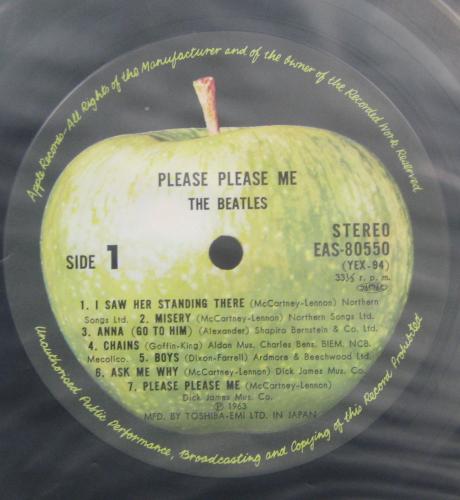 Apple Records-All Rights of the Manufacturer and of the Owner of the Recorded Work Reserved
PLEASE PLEASE ME
THE BEATLES
STEREO
SIDE 1
EAS-80550
(YEX-94)
33⅓ r. p. m.
1. I SAW HER STANDING THERE (McCartney-Lennon) Northern
Songs Ltd. 2. MISERY (McCartney-Lennon) Northern Songs Ltd.
3. ANNA (GO TO HIM) (Alexander) Shapiro Bernstein & Co. Ltd.
4. CHAINS (Goffin-King) Aldon Mus. Charles Bens. BIEM. NCB.
Mecolico. 5. BOYS (Dixon-Farrell) Ardmore & Beechwood Ltd.
6. ASK ME WHY (McCartney-Lennon) Dick James Mus. Co.
7. PLEASE PLEASE ME (McCartney-Lennon)
Dick James Mus. Co.
Ⓟ 1963
MFD. BY TOSHIBA-EMI LTD. IN JAPAN
Unauthorised Public Performance, Broadcasting and Copying of this Record Prohibited